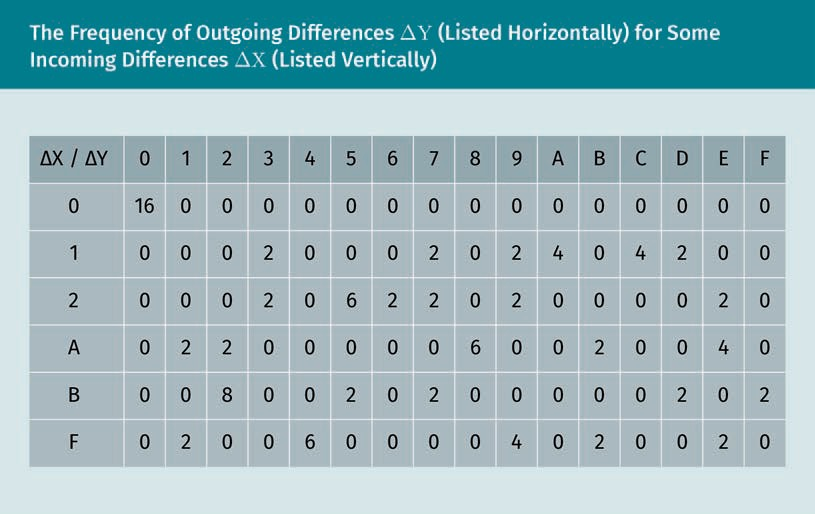 The Frequency of Outgoing Differences ΔY (Listed Horizontally) for Some
Incoming Differences ΔX (Listed Vertically)
ΔX / ΔY 0 1 2 3 4 5 6 7 8 9 A B C D E F
0 16 0 0 0 0 0 0 0 0 0 0 0 0 0 0 0
1 0 0 0 2 0 0 0 2 0 2 4 0 4 2 0 0
2 0 0 0 2 0 6 2 2 0 2 0 0 0 0 2 0
A 0 2 2 0 0 0 0 0 6 0 0 2 0 0 4 0
B 0 0 8 0 0 2 0 2 0 0 0 0 0 2 0 2
F 0 2 0 0 6 0 0 0 0 4 0 2 0 0 2 0